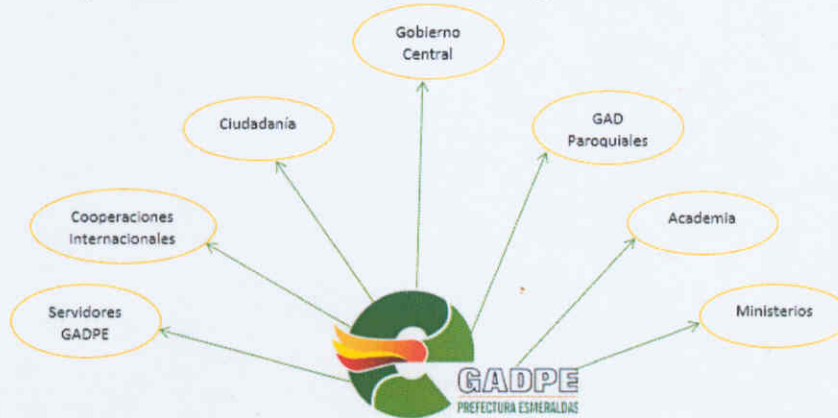 Gobierno
Central
Ciudadanía
GAD
Paroquiales
Cooperaciones
Internacionales
Academia
Servidores
GADPE
Ministerios
GADPE
PREFECTURA ESMERALDAS